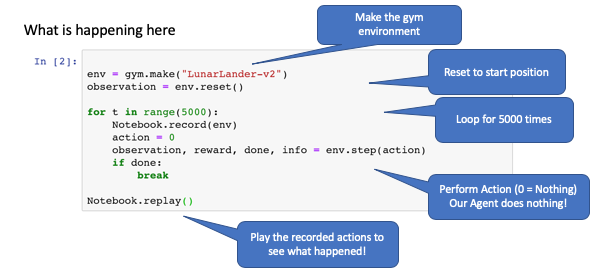 What is happening here
Make the gym
environment
In [2]:
env = gym.make("LunarLander-v2")
observation = env.reset()
Reset to start position
for t in range(5000):
    Notebook.record(env)
    action = 0
    observation, reward, done, info = env.step(action)
    if done:
        break
Loop for 5000 times
Perform Action (0 = Nothing)
Our Agent does nothing!
Notebook.replay()
Play the recorded actions to
see what happened!